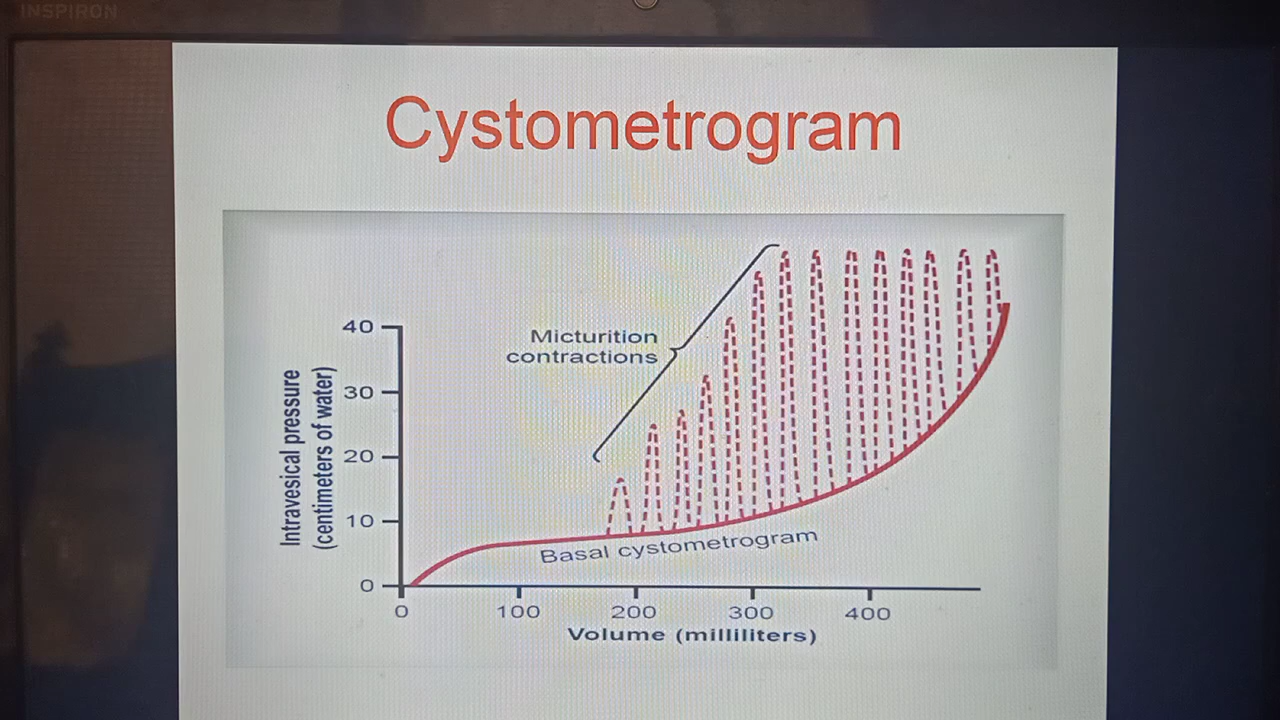 INSPIRON
Cystometrogram
Micturition
contractions
Intravesical pressure
(centimeters of water)
40
30
20
10
0
Basal cystometrogram
0 100 200 300 400
Volume (milliliters)